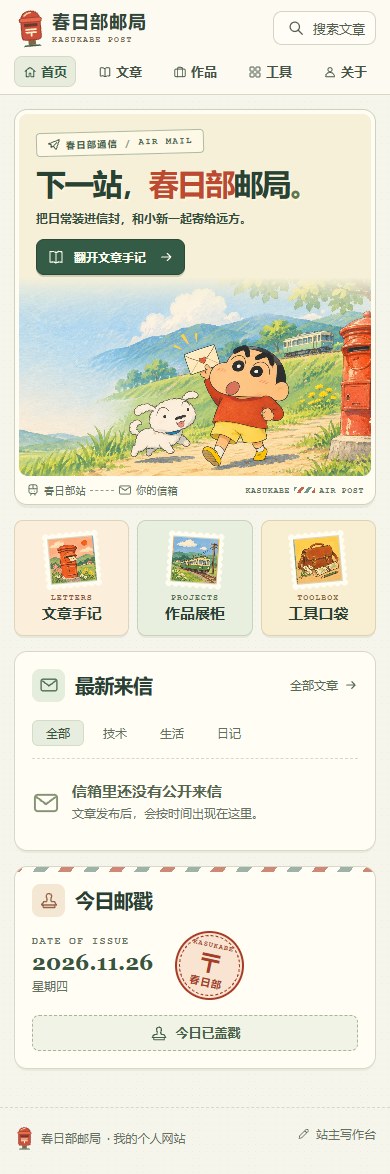 春日部邮局
KASUKABE POST
搜索文章
首页 文章 作品 工具 关于
春日部通信 / AIR MAIL
下一站，春日部邮局。
把日常装进信封，和小新一起寄给远方。
翻开文章手记 →
春日部站 ----- 你的信箱
KASUKABE AIR POST
LETTERS
文章手记
PROJECTS
作品展柜
TOOLBOX
工具口袋
最新来信
全部文章 →
全部 技术 生活 日记
信箱里还没有公开来信
文章发布后，会按时间出现在这里。
今日邮戳
DATE OF ISSUE
2026.11.26
星期四
KASUKABE
〒
春日部
今日已盖戳
春日部邮局 · 我的个人网站
站主写作台